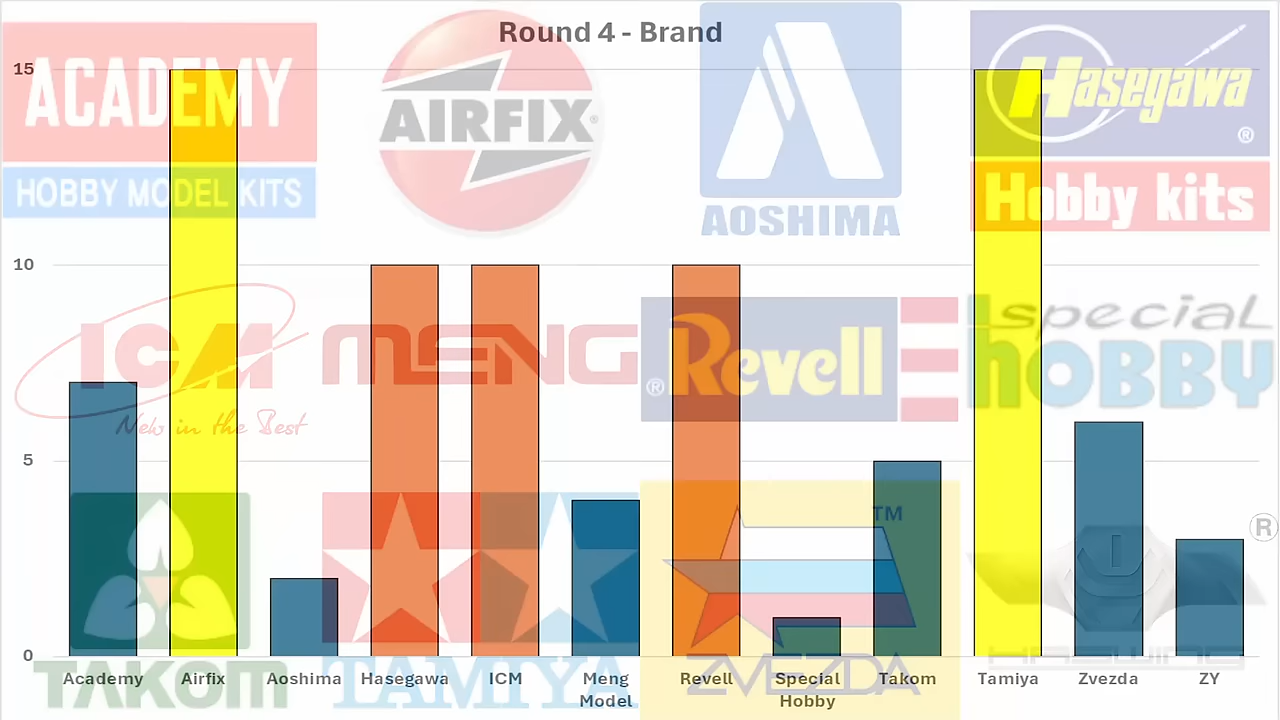 Round 4 - Brand
ACADEMY
HOBBY MODEL KITS
AIRFIX®
AOSHIMA
Hasegawa
®
Hobby kits
15
10
5
0
ICM
New in the Best
MENG
® Revell
special
HOBBY
TAKOM
TAMIYA
TM
ZVEZDA
®
Academy
Airfix
Aoshima
Hasegawa
ICM
Meng
Model
Revell
Special
Hobby
Takom
Tamiya
Zvezda
ZY